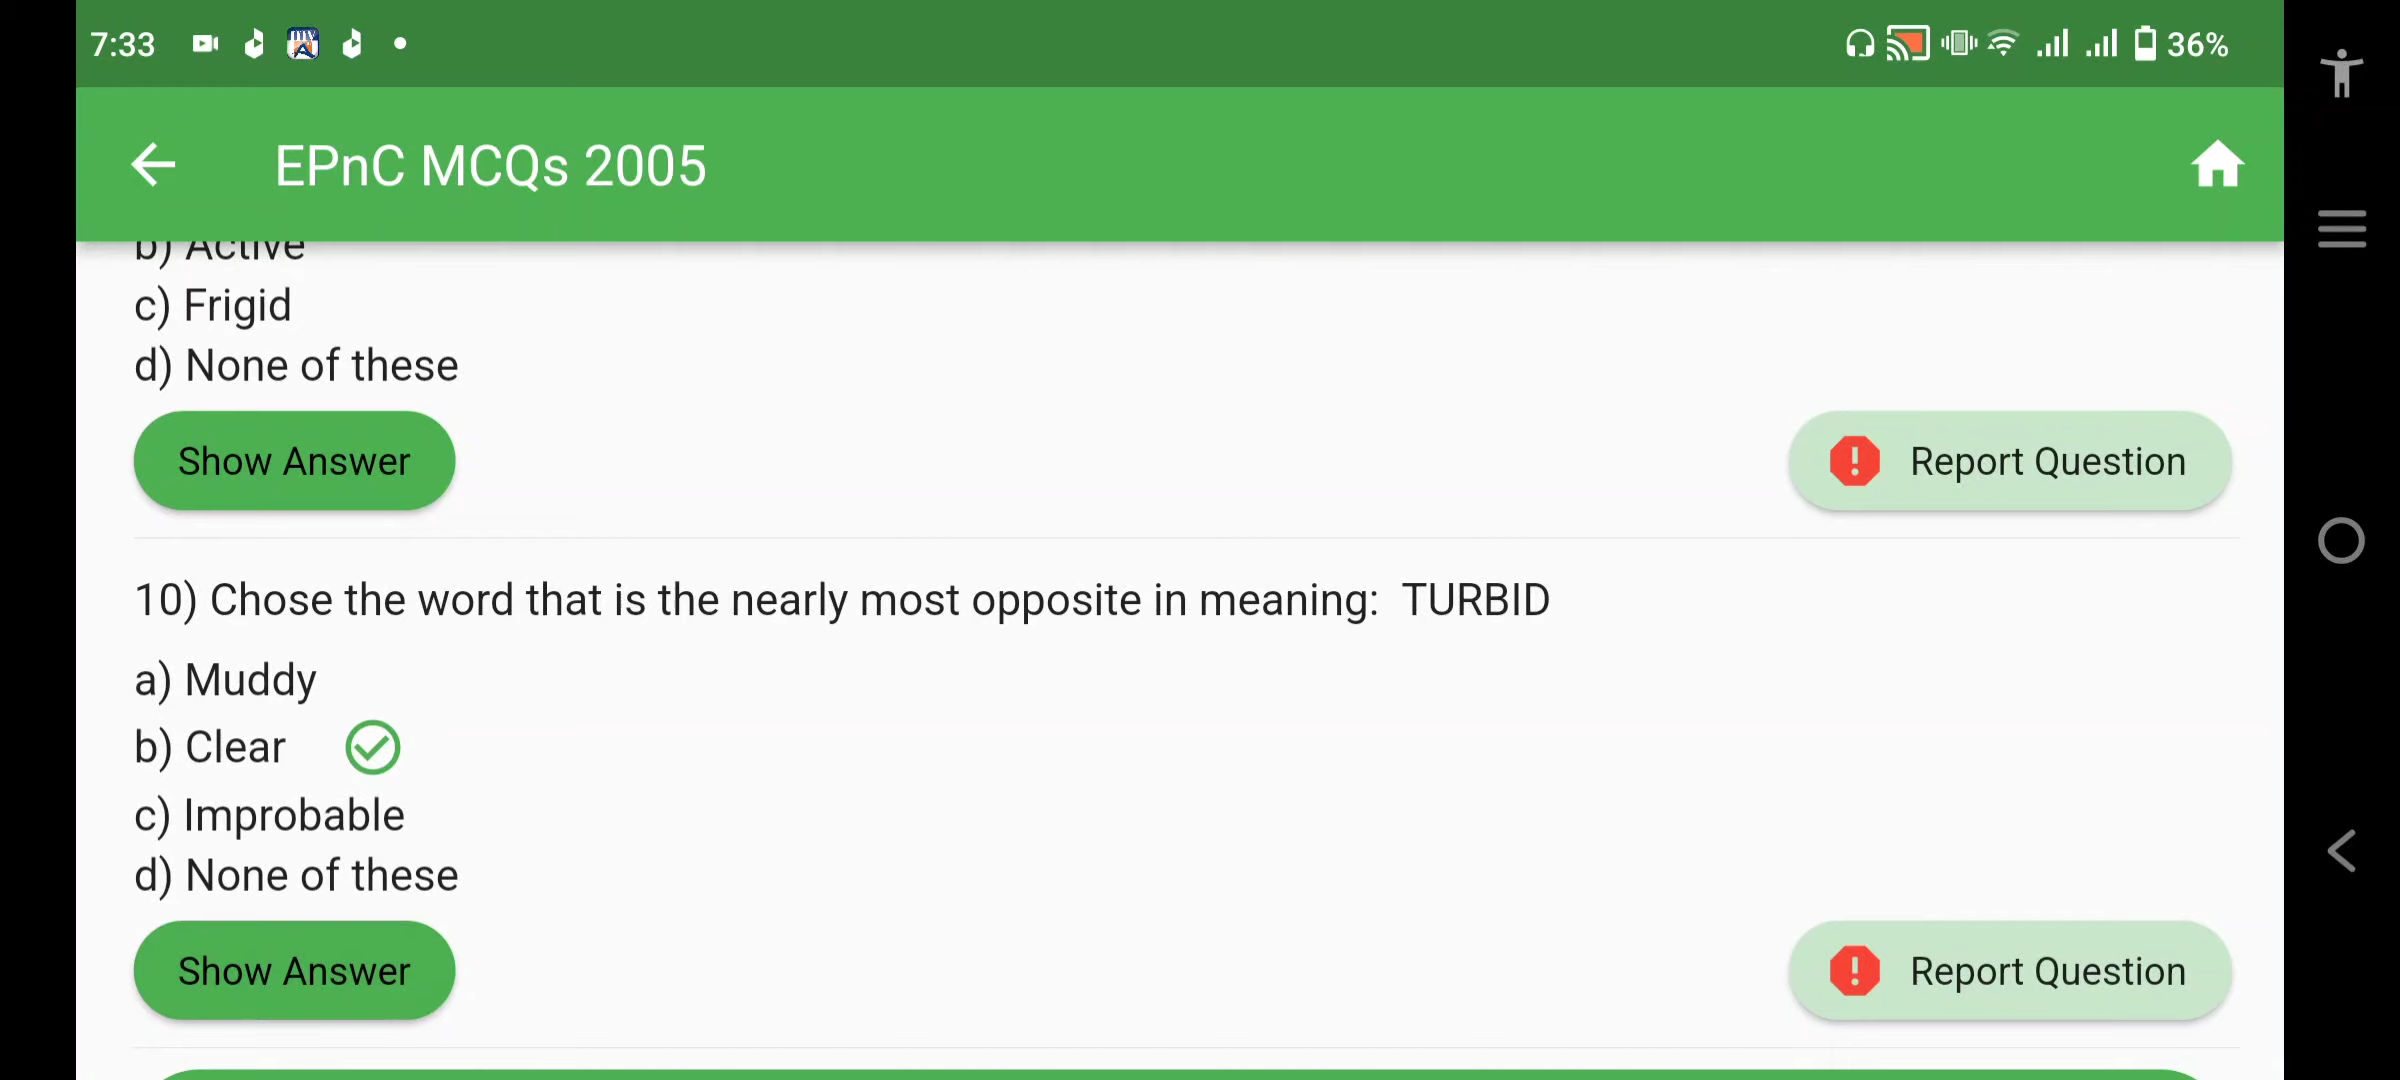 7:33
36%
EPnC MCQs 2005
b) Active
c) Frigid
d) None of these
Show Answer
Report Question
10) Chose the word that is the nearly most opposite in meaning:  TURBID
a) Muddy
b) Clear
c) Improbable
d) None of these
Show Answer
Report Question